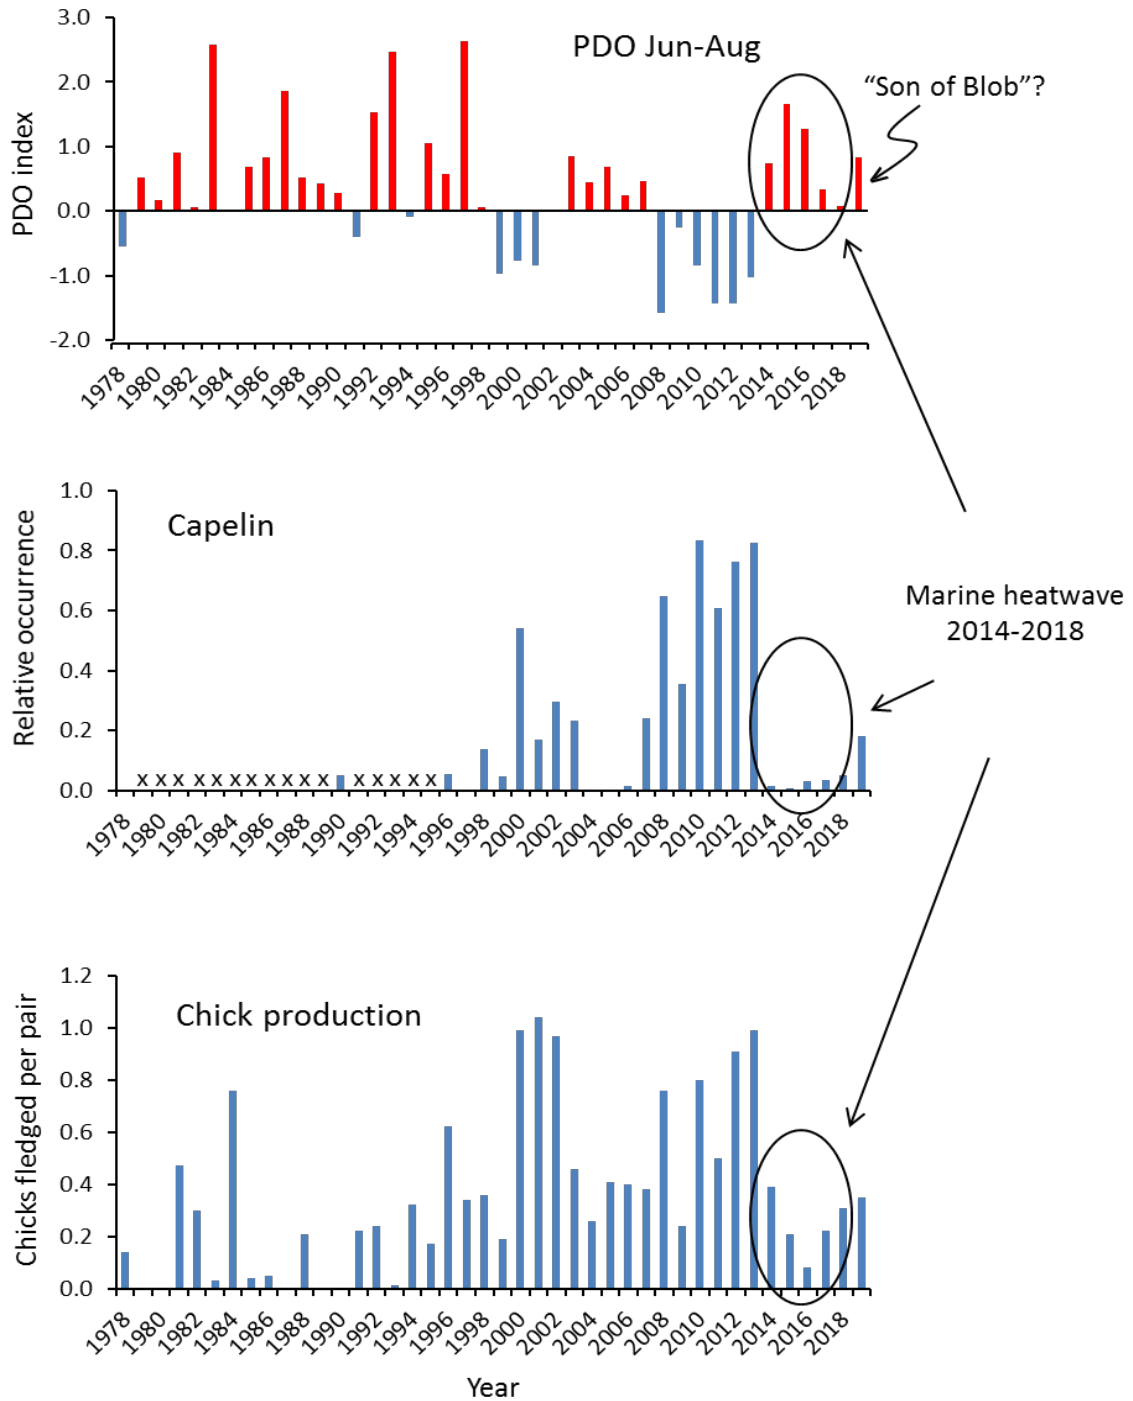 PDO Jun-Aug
"Son of Blob"?
PDO index
3.0
2.0
1.0
0.0
-1.0
-2.0
1978 1980 1982 1984 1986 1988 1990 1992 1994 1996 1998 2000 2002 2004 2006 2008 2010 2012 2014 2016 2018
Capelin
Relative occurrence
1.0
0.8
0.6
0.4
0.2
0.0
x x x x x x x x x x x x x x x x
1978 1980 1982 1984 1986 1988 1990 1992 1994 1996 1998 2000 2002 2004 2006 2008 2010 2012 2014 2016 2018
Marine heatwave
2014-2018
Chick production
Chicks fledged per pair
1.2
1.0
0.8
0.6
0.4
0.2
0.0
1978 1980 1982 1984 1986 1988 1990 1992 1994 1996 1998 2000 2002 2004 2006 2008 2010 2012 2014 2016 2018
Year